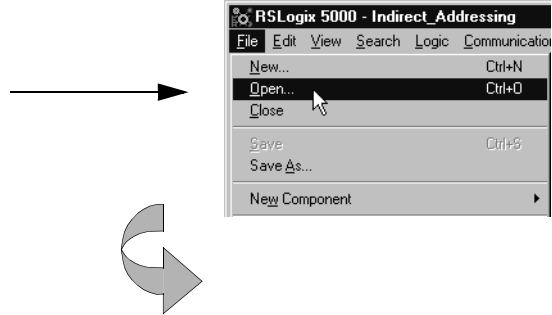 RSLogix 5000 - Indirect_Addressing
File Edit View Search Logic Communicatio
New... Ctrl+N
Open... Ctrl+O
Close
Save Ctrl+S
Save As...
New Component